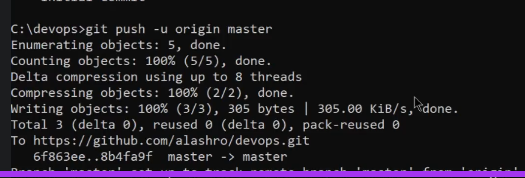 C:\devops>git push -u origin master
Enumerating objects: 5, done.
Counting objects: 100% (5/5), done.
Delta compression using up to 8 threads
Compressing objects: 100% (2/2), done.
Writing objects: 100% (3/3), 305 bytes | 305.00 KiB/s, done.
Total 3 (delta 0), reused 0 (delta 0), pack-reused 0
To https://github.com/alashro/devops.git
6f863ee..8b4fa9f  master -> master